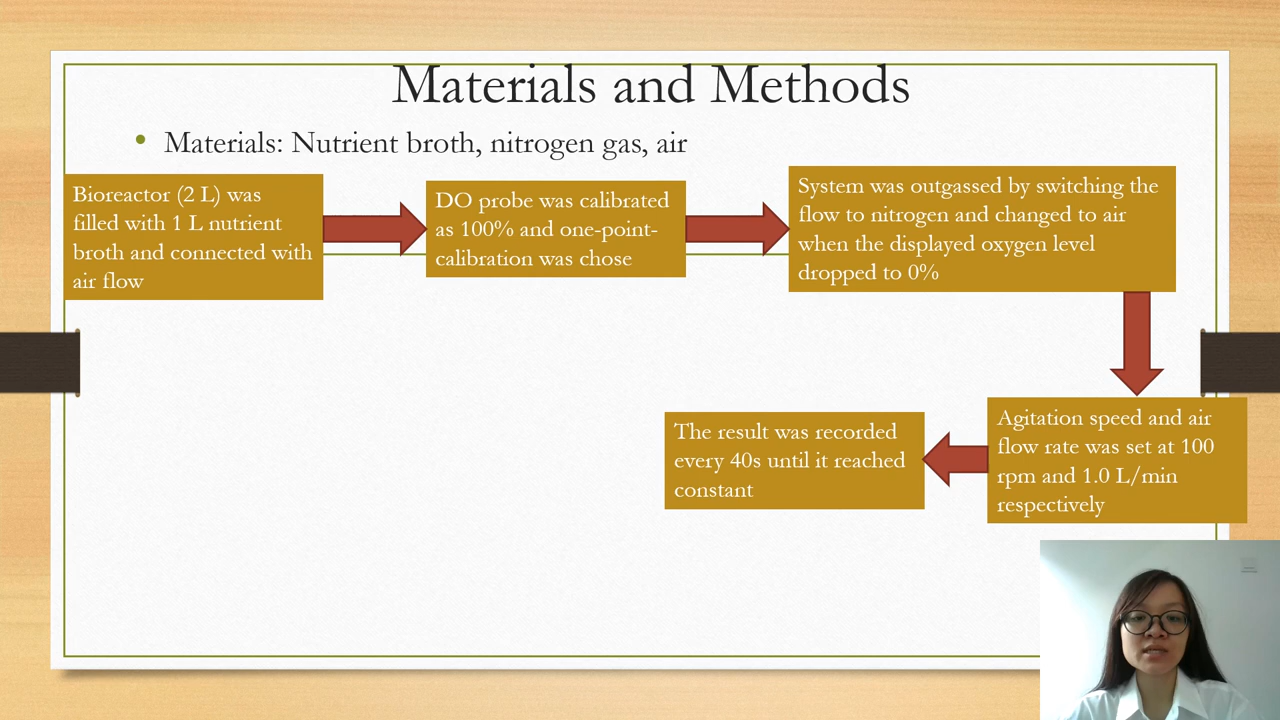 Materials and Methods
• Materials: Nutrient broth, nitrogen gas, air
Bioreactor (2 L) was
filled with 1 L nutrient
broth and connected with
air flow
DO probe was calibrated
as 100% and one-point-
calibration was chose
System was outgassed by switching the
flow to nitrogen and changed to air
when the displayed oxygen level
dropped to 0%
Agitation speed and air
flow rate was set at 100
rpm and 1.0 L/min
respectively
The result was recorded
every 40s until it reached
constant